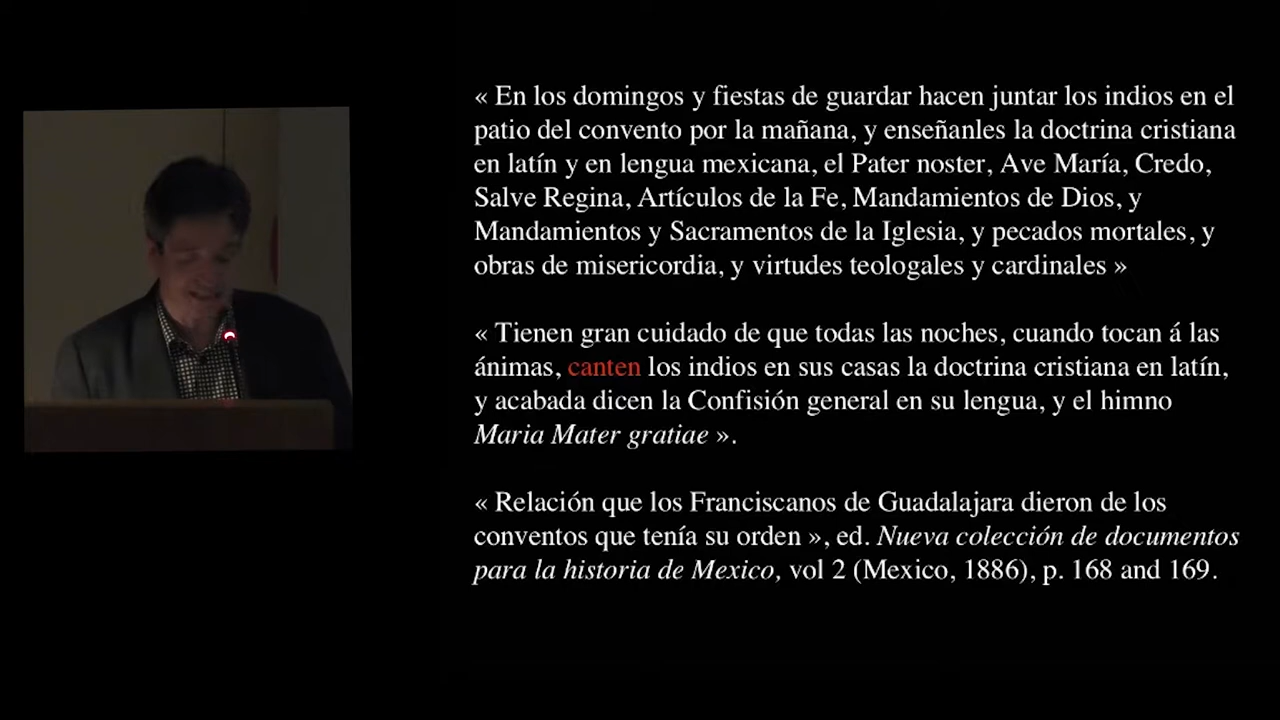 « En los domingos y fiestas de guardar hacen juntar los indios en el
patio del convento por la mañana, y enseñanles la doctrina cristiana
en latín y en lengua mexicana, el Pater noster, Ave María, Credo,
Salve Regina, Artículos de la Fe, Mandamientos de Dios, y
Mandamientos y Sacramentos de la Iglesia, y pecados mortales, y
obras de misericordia, y virtudes teologales y cardinales »
« Tienen gran cuidado de que todas las noches, cuando tocan á las
ánimas, canten los indios en sus casas la doctrina cristiana en latín,
y acabada dicen la Confisión general en su lengua, y el himno
Maria Mater gratiae ».
« Relación que los Franciscanos de Guadalajara dieron de los
conventos que tenía su orden », ed. Nueva colección de documentos
para la historia de Mexico, vol 2 (Mexico, 1886), p. 168 and 169.